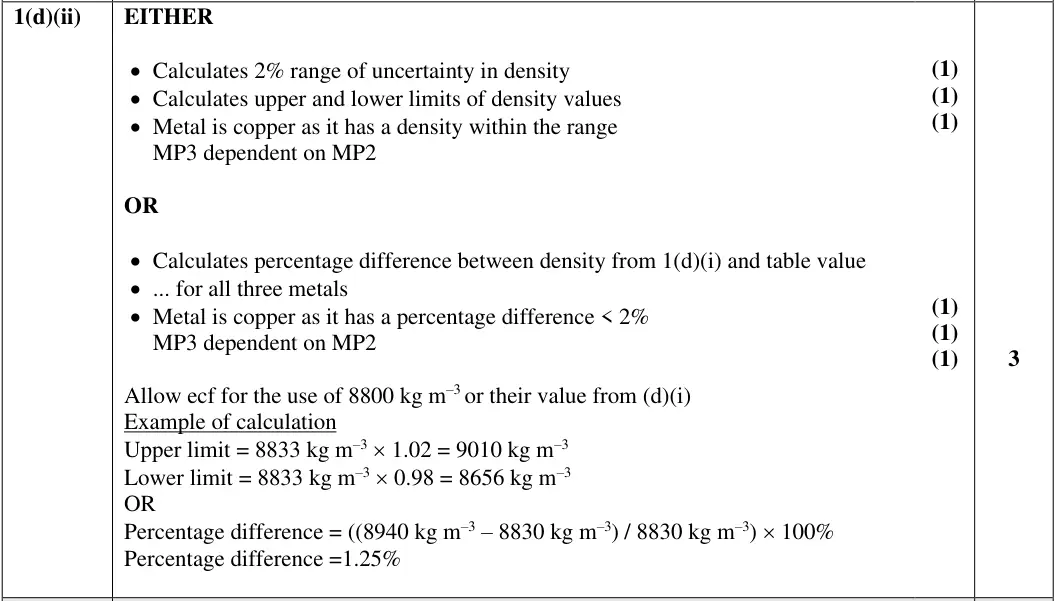 1(d)(ii) EITHER
• Calculates 2% range of uncertainty in density (1)
• Calculates upper and lower limits of density values (1)
• Metal is copper as it has a density within the range (1)
MP3 dependent on MP2
OR
• Calculates percentage difference between density from 1(d)(i) and table value
• ... for all three metals
• Metal is copper as it has a percentage difference < 2% (1)
MP3 dependent on MP2 (1)
(1) 3
Allow ecf for the use of 8800 kg m⁻³ or their value from (d)(i)
Example of calculation
Upper limit = 8833 kg m⁻³ × 1.02 = 9010 kg m⁻³
Lower limit = 8833 kg m⁻³ × 0.98 = 8656 kg m⁻³
OR
Percentage difference = ((8940 kg m⁻³ – 8830 kg m⁻³) / 8830 kg m⁻³) × 100%
Percentage difference =1.25%